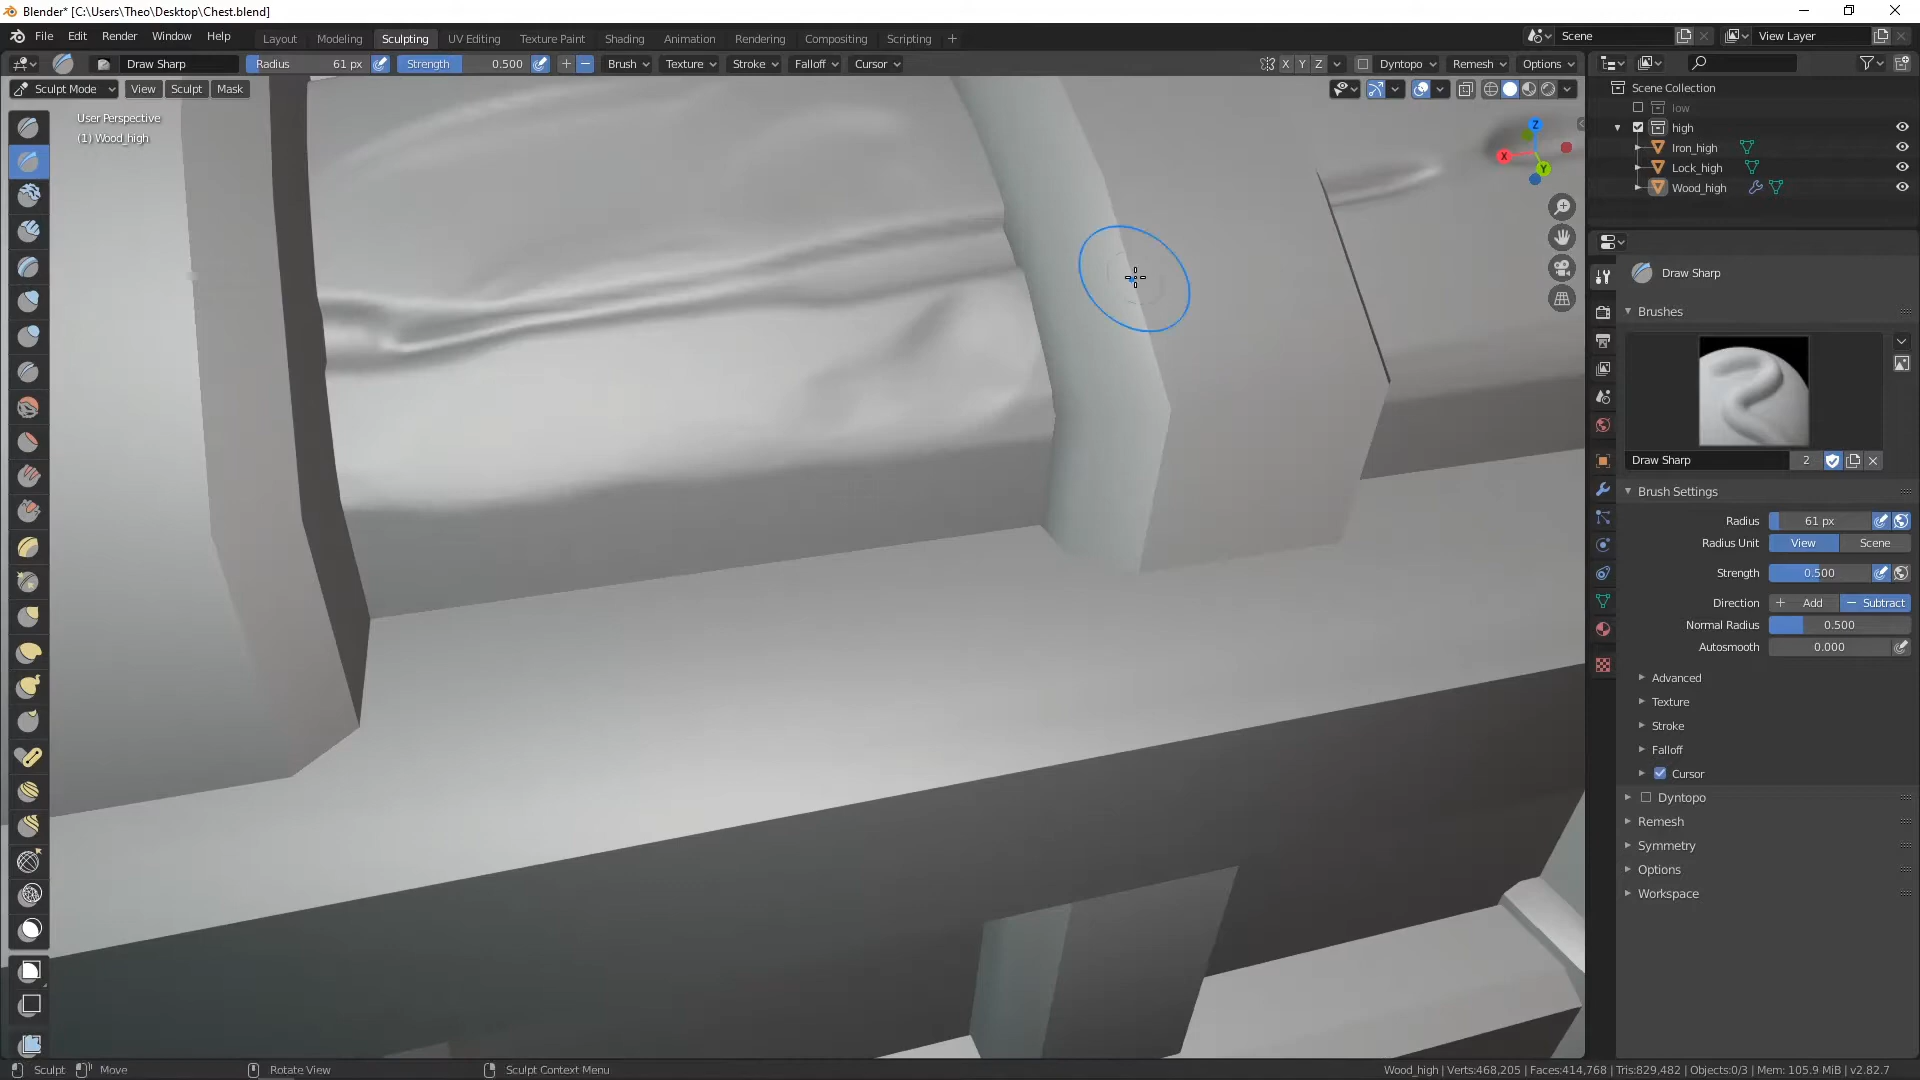 Blender* [C:\Users\Theo\Desktop\Chest.blend]
File Edit Render Window Help
Layout Modeling Sculpting UV Editing Texture Paint Shading Animation Rendering Compositing Scripting +
Scene
View Layer
Draw Sharp Radius 61 px Strength 0.500 + − Brush Texture Stroke Falloff Cursor
X Y Z Dyntopo Remesh Options
Sculpt Mode View Sculpt Mask
User Perspective
(1) Wood_high
Z
X
Y
Scene Collection
low
high
Iron_high
Lock_high
Wood_high
Draw Sharp
Brushes
Draw Sharp 2
Brush Settings
Radius 61 px
Radius Unit View Scene
Strength 0.500
Direction + Add − Subtract
Normal Radius 0.500
Autosmooth 0.000
Advanced
Texture
Stroke
Falloff
Cursor
Dyntopo
Remesh
Symmetry
Options
Workspace
Sculpt Move Rotate View Sculpt Context Menu
Wood_high | Verts:468,205 | Faces:414,768 | Tris:829,482 | Objects:0/3 | Mem: 105.9 MiB | v2.82.7